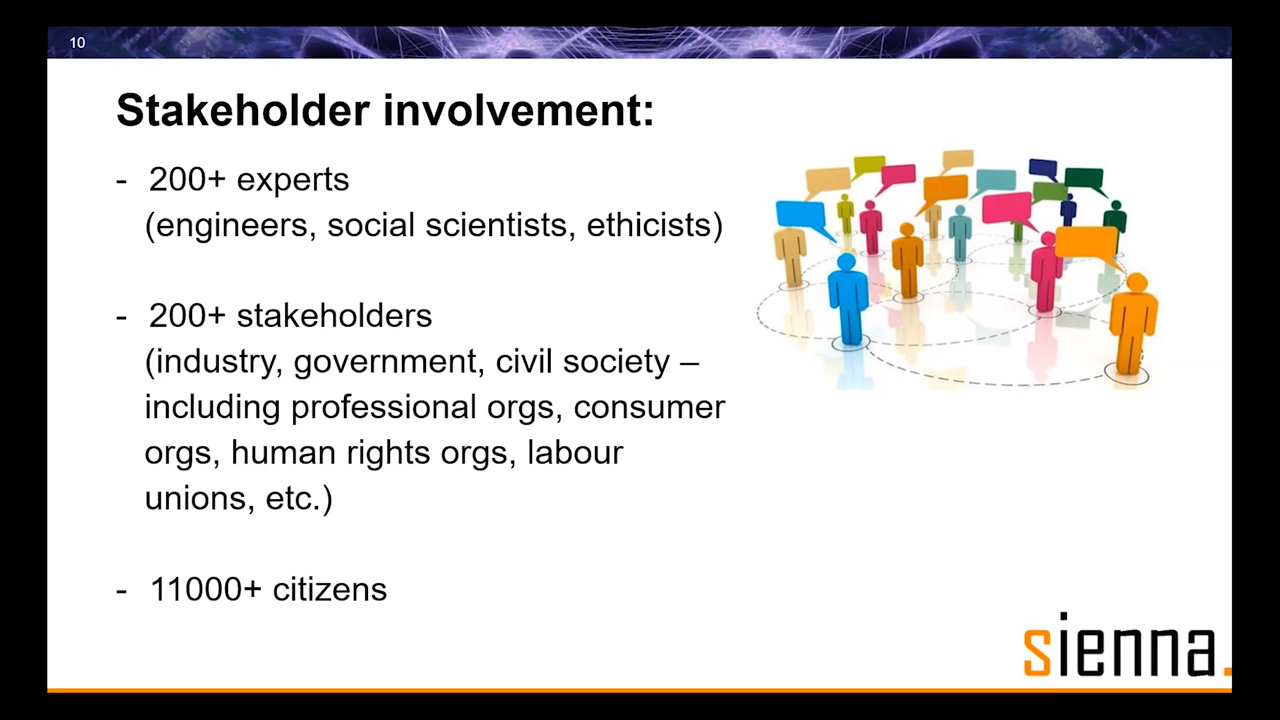 10
Stakeholder involvement:
- 200+ experts
(engineers, social scientists, ethicists)
- 200+ stakeholders
(industry, government, civil society –
including professional orgs, consumer
orgs, human rights orgs, labour
unions, etc.)
- 11000+ citizens
sienna.